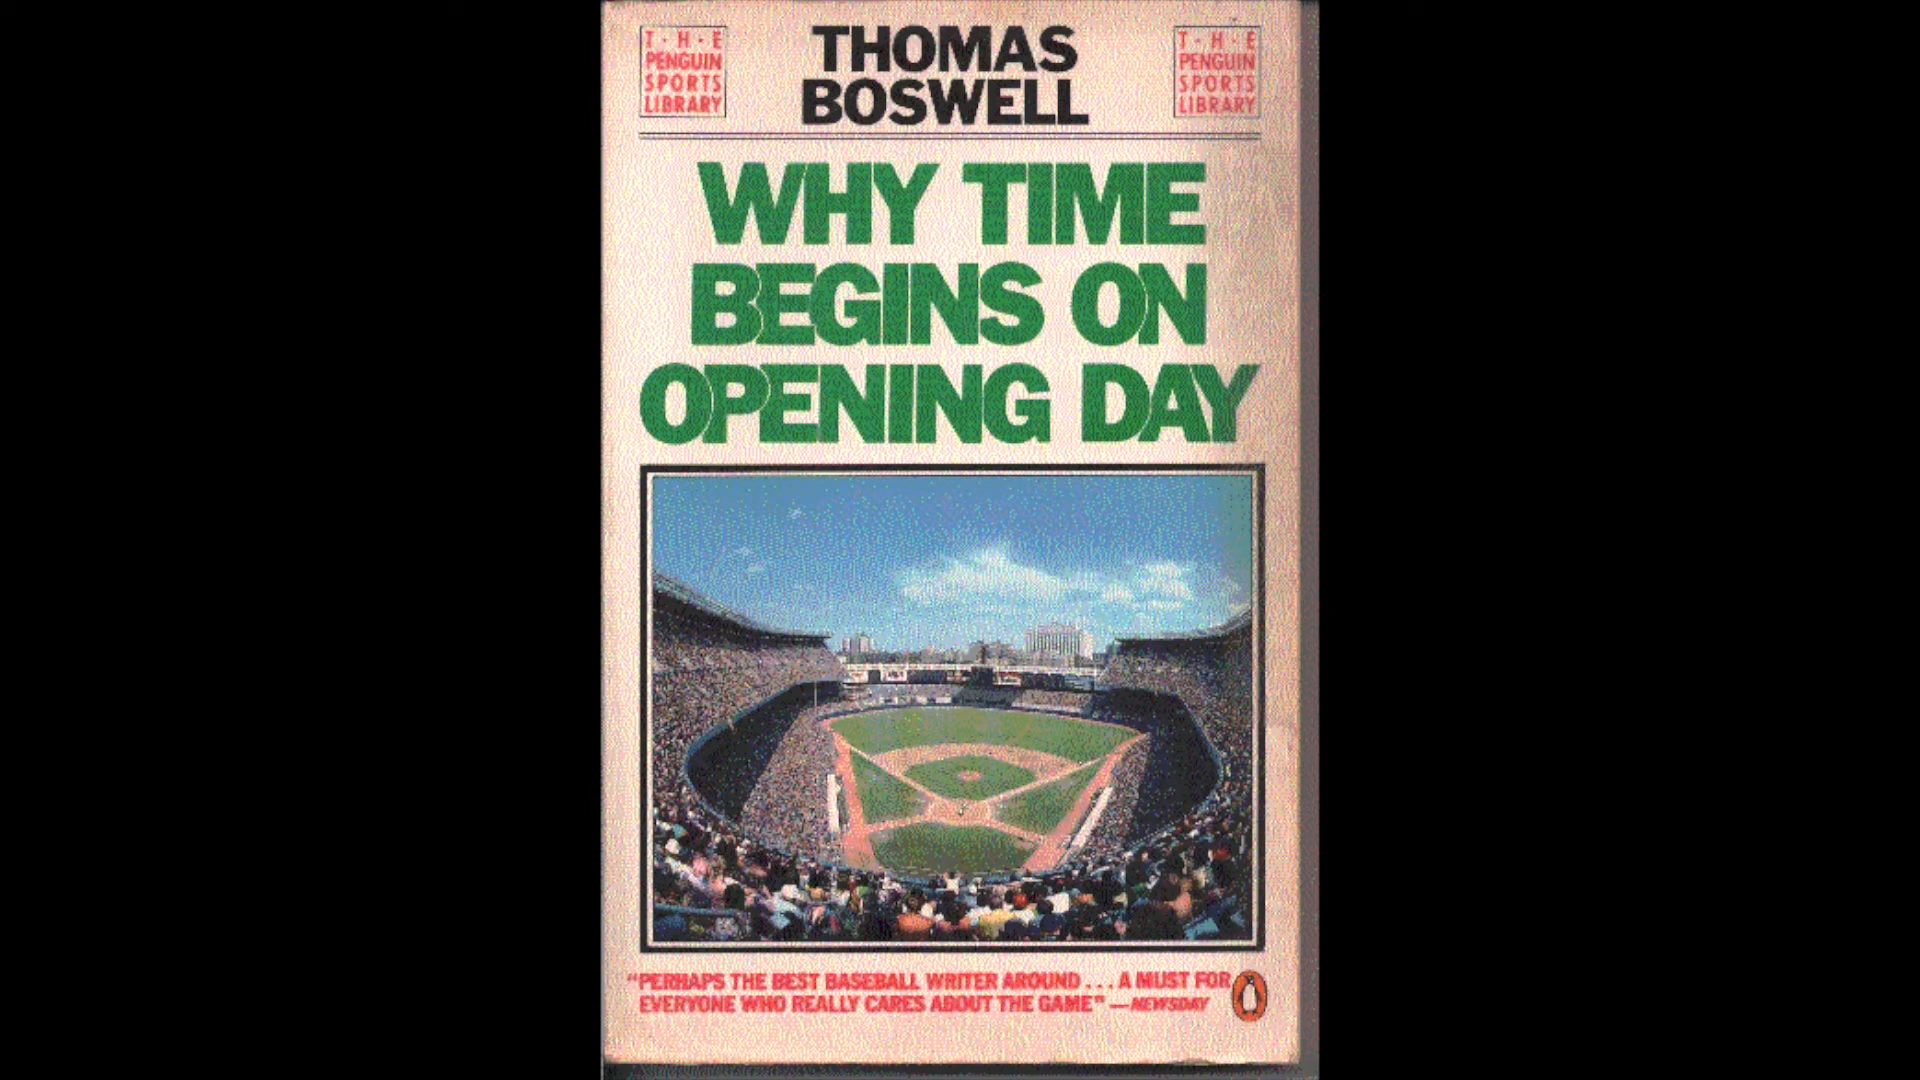 T·H·E
PENGUIN
SPORTS
LIBRARY
THOMAS
BOSWELL
T·H·E
PENGUIN
SPORTS
LIBRARY
WHY TIME
BEGINS ON
OPENING DAY
“PERHAPS THE BEST BASEBALL WRITER AROUND . . . A MUST FOR
EVERYONE WHO REALLY CARES ABOUT THE GAME” —NEWSDAY